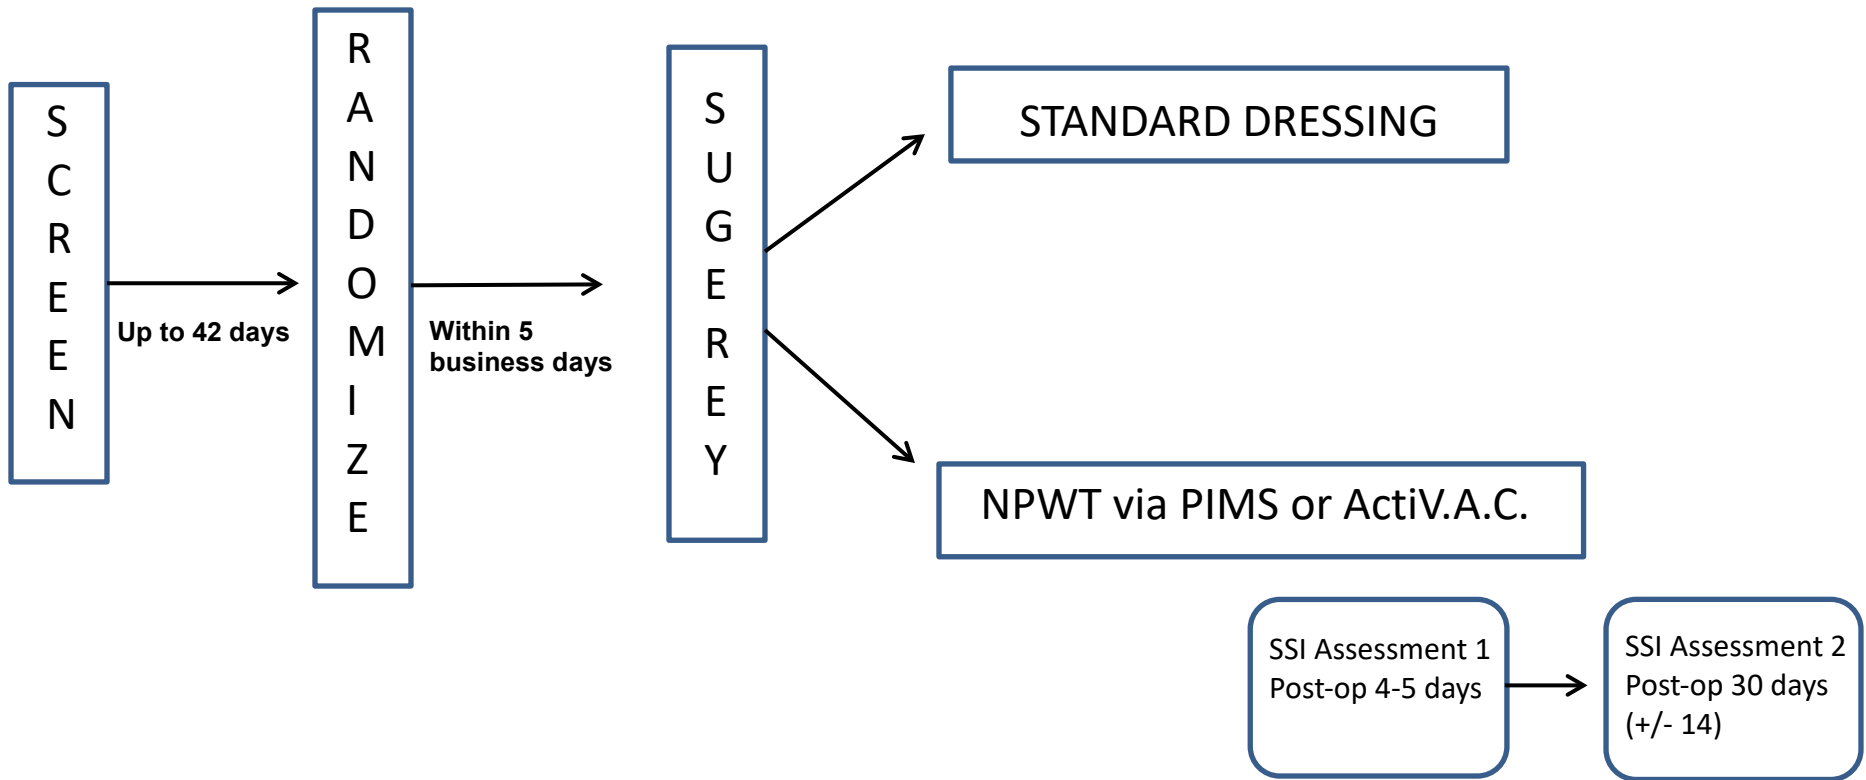 SCREEN
Up to 42 days
RANDOMIZE
Within 5
business days
SUGEREY
STANDARD DRESSING
NPWT via PIMS or ActiV.A.C.
SSI Assessment 1
Post-op 4-5 days
SSI Assessment 2
Post-op 30 days
(+/- 14)